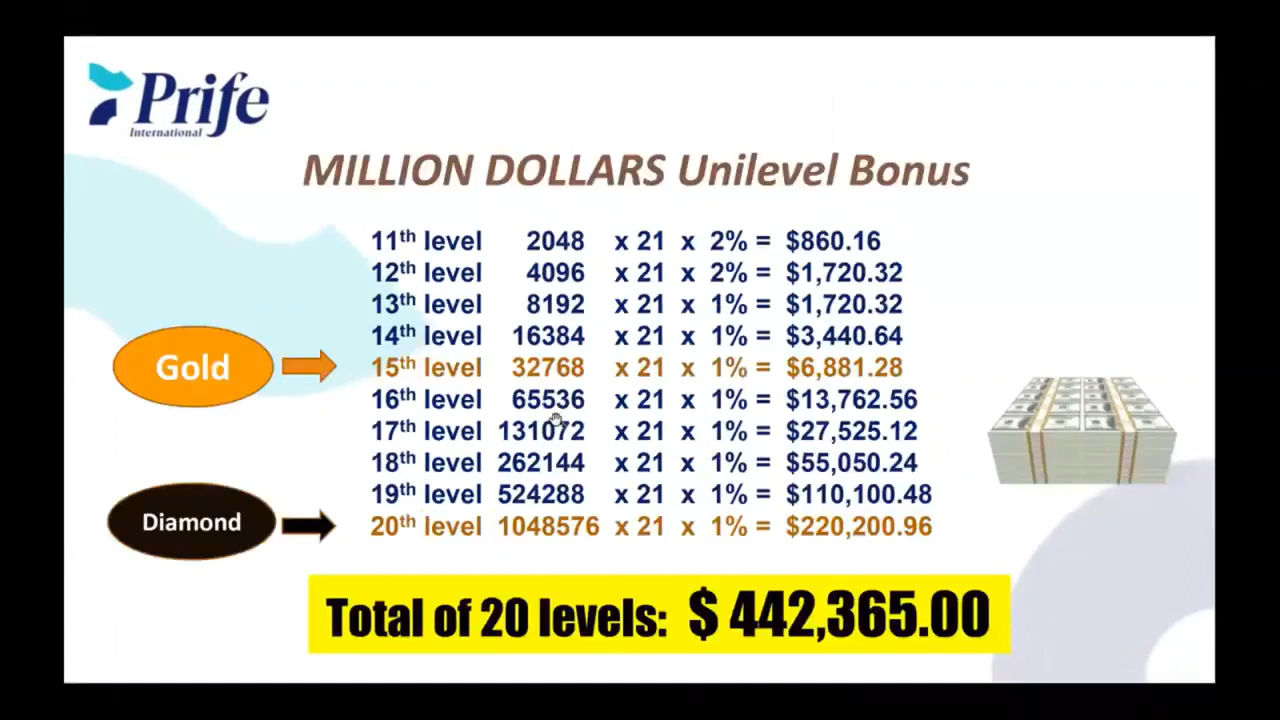 Prife
International
MILLION DOLLARS Unilevel Bonus
11th level 2048 x 21 x 2% = $860.16
12th level 4096 x 21 x 2% = $1,720.32
13th level 8192 x 21 x 1% = $1,720.32
14th level 16384 x 21 x 1% = $3,440.64
Gold
15th level 32768 x 21 x 1% = $6,881.28
16th level 65536 x 21 x 1% = $13,762.56
17th level 131072 x 21 x 1% = $27,525.12
18th level 262144 x 21 x 1% = $55,050.24
19th level 524288 x 21 x 1% = $110,100.48
Diamond
20th level 1048576 x 21 x 1% = $220,200.96
Total of 20 levels: $ 442,365.00